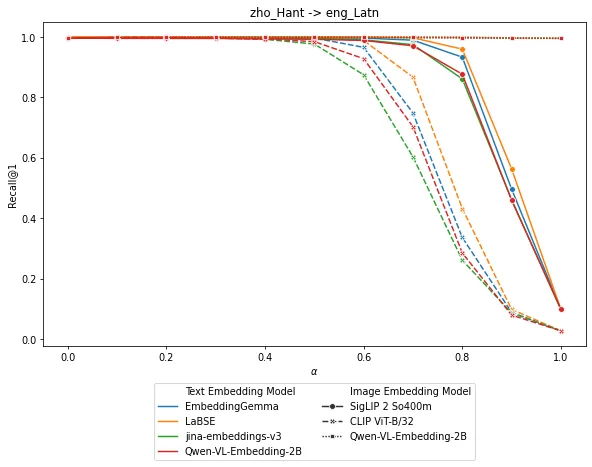 zho_Hant -> eng_Latn
1.0
0.8
0.6
0.4
0.2
0.0
Recall@1
0.0 0.2 0.4 0.6 0.8 1.0
α
Text Embedding Model Image Embedding Model
EmbeddingGemma SigLIP 2 So400m
LaBSE CLIP ViT-B/32
jina-embeddings-v3 Qwen-VL-Embedding-2B
Qwen-VL-Embedding-2B